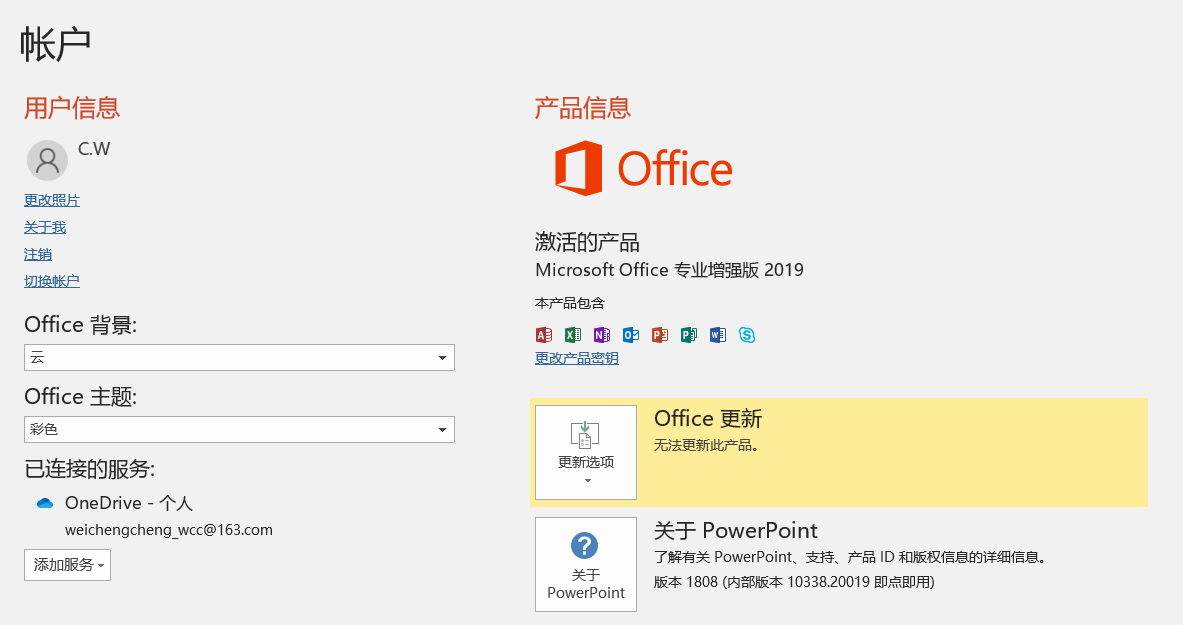 帐户
用户信息
C.W
更改照片
关于我
注销
切换帐户
Office 背景:
云
Office 主题:
彩色
已连接的服务:
OneDrive - 个人
weichengcheng_wcc@163.com
添加服务
产品信息
Office
激活的产品
Microsoft Office 专业增强版 2019
本产品包含
更改产品密钥
更新选项
Office 更新
无法更新此产品。
关于
PowerPoint
关于 PowerPoint
了解有关 PowerPoint、支持、产品 ID 和版权信息的详细信息。
版本 1808 (内部版本 10338.20019 即点即用)